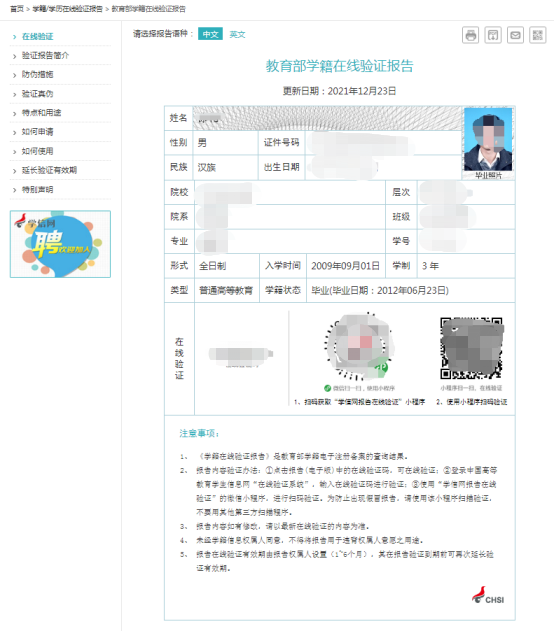 首页 > 学籍/学历在线验证报告 > 教育部学籍在线验证报告
> 在线验证
> 验证报告简介
> 防伪措施
> 验证真伪
> 特点和用途
> 如何申请
> 如何使用
> 延长验证有效期
> 特别声明
学信网
聘
欢迎加入
请选择报告语种： 中文 英文
教育部学籍在线验证报告
更新日期：2021年12月23日
姓名
性别 男 证件号码
民族 汉族 出生日期
毕业照片
院校 层次
院系 班级
专业 学号
形式 全日制 入学时间 2009年09月01日 学制 3 年
类型 普通高等教育 学籍状态 毕业(毕业日期：2012年06月23日)
在线验证
微信扫一扫，使用小程序
小程序扫一扫，在线验证
1、扫码获取“学信网报告在线验证”小程序
2、使用小程序扫码验证
注意事项：
1、 《学籍在线验证报告》是教育部学籍电子注册备案的查询结果。
2、 报告内容验证办法：①点击报告(电子版)中的在线验证码，可在线验证；②登录中国高等
教育学生信息网“在线验证系统”，输入在线验证码进行验证；③使用“学信网报告在线验
证”的微信小程序，进行扫码验证。为防止出现假冒报告，请使用该小程序扫描验证，
不要用其他第三方扫描程序。
3、 报告内容如有修改，请以最新在线验证的内容为准。
4、 未经学籍信息权属人同意，不得将报告用于违背权属人意愿之用途。
5、 报告在线验证有效期由报告权属人设置（1~6个月），其在报告验证到期前可再次延长验
证有效期。
CHSI